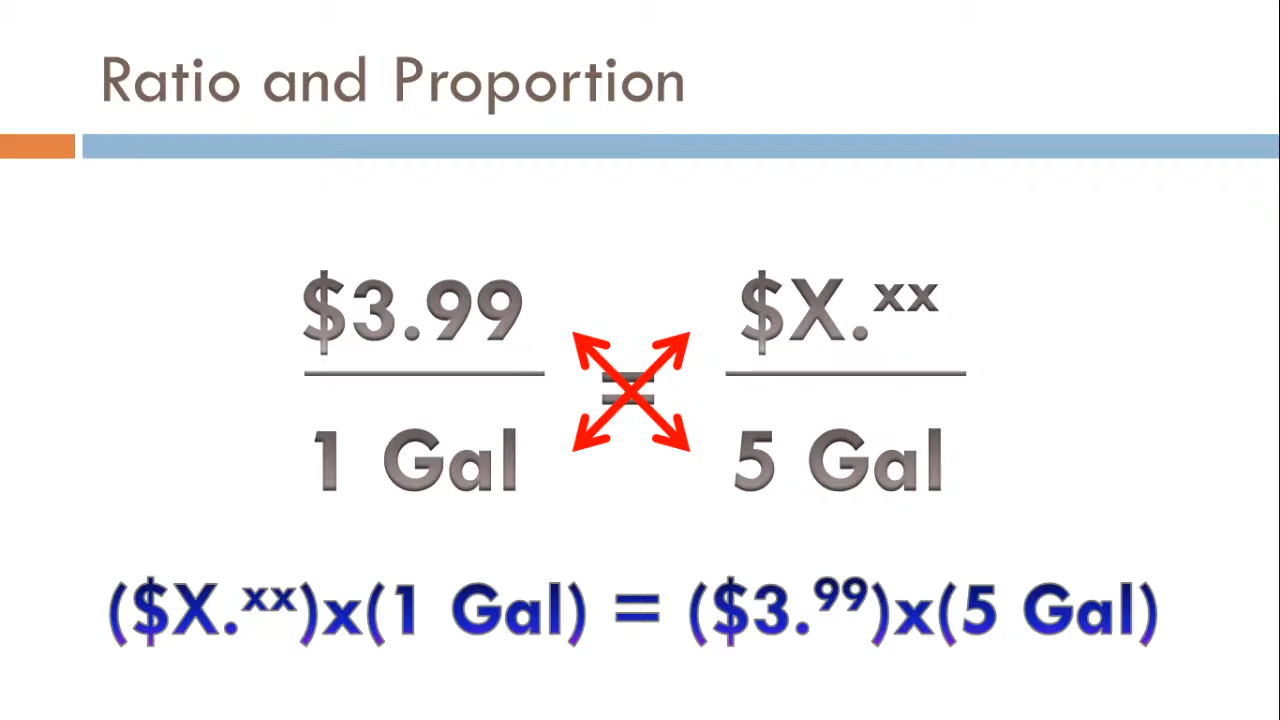 Ratio and Proportion
$3.99 = $X.xx
1 Gal 5 Gal
($X.xx)x(1 Gal) = ($3.99)x(5 Gal)